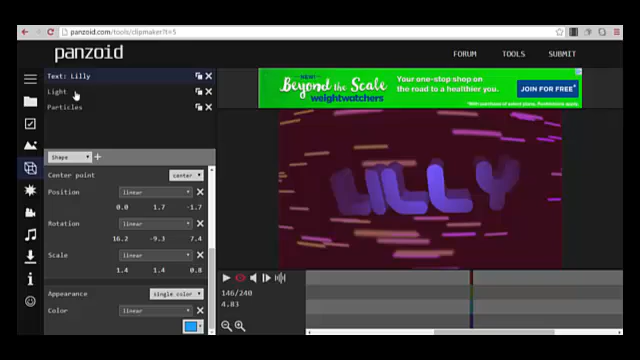 panzoid.com/tools/clipmaker?t=5
panzoid
FORUM TOOLS SUBMIT
Text: Lilly
Light
Particles
NEW!
Beyond the Scale
weightwatchers
Your one-stop shop on
the road to a healthier you.
JOIN FOR FREE*
Shape
Center point center
Position linear
0.0 1.7 -1.7
Rotation linear
16.2 -9.3 7.4
Scale linear
1.4 1.4 0.8
Appearance single color
Color linear
LILLY
146/240
4.83